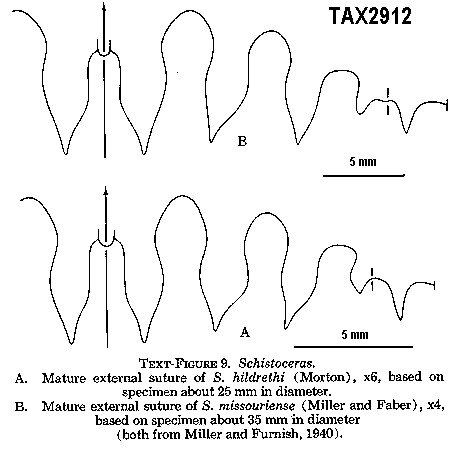 TAX2912
B
5 mm
A
5 mm
TEXT-FIGURE 9. Schistoceras.
A. Mature external suture of S. hildrethi (Morton), x6, based on
specimen about 25 mm in diameter.
B. Mature external suture of S. missouriense (Miller and Faber), x4,
based on specimen about 35 mm in diameter
(both from Miller and Furnish, 1940).